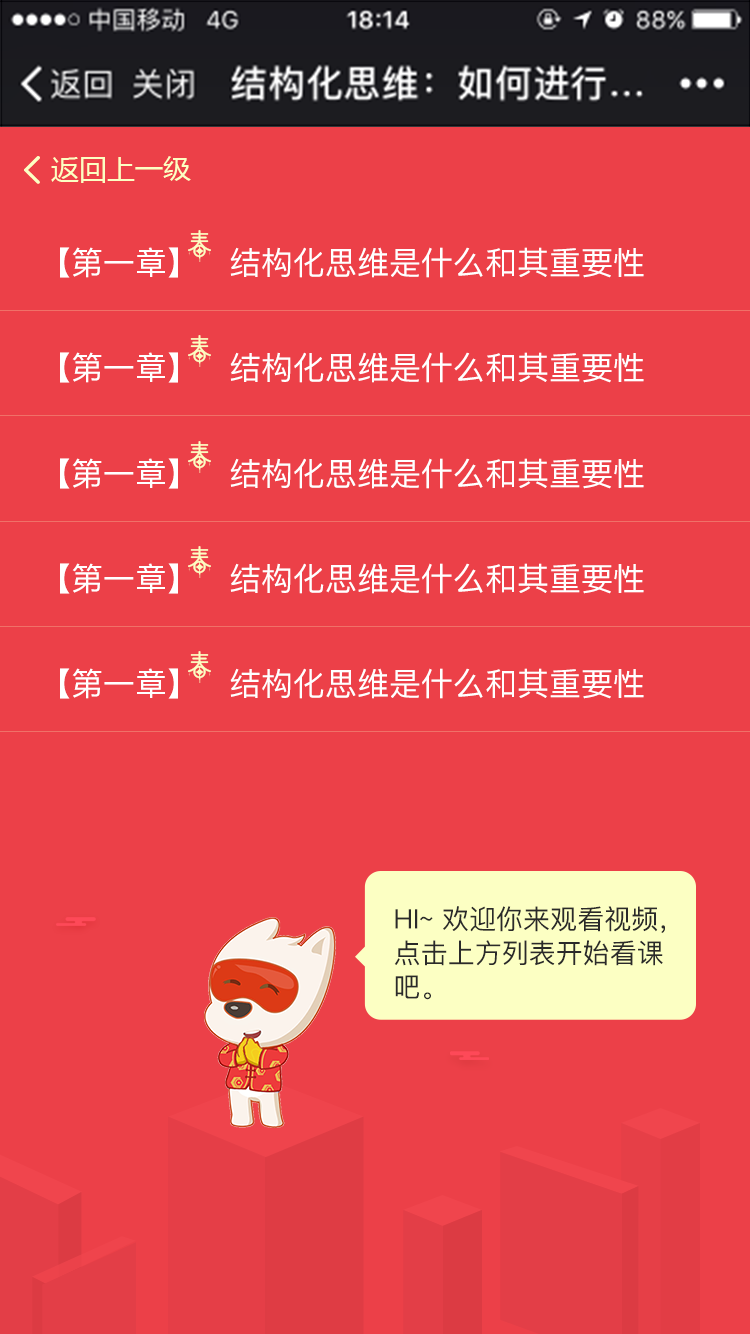 中国移动 4G 18:14 88%
返回 关闭 结构化思维：如何进行...
返回上一级
【第一章】春 结构化思维是什么和其重要性
【第一章】春 结构化思维是什么和其重要性
【第一章】春 结构化思维是什么和其重要性
【第一章】春 结构化思维是什么和其重要性
【第一章】春 结构化思维是什么和其重要性
HI~ 欢迎你来观看视频,
点击上方列表开始看课
吧。